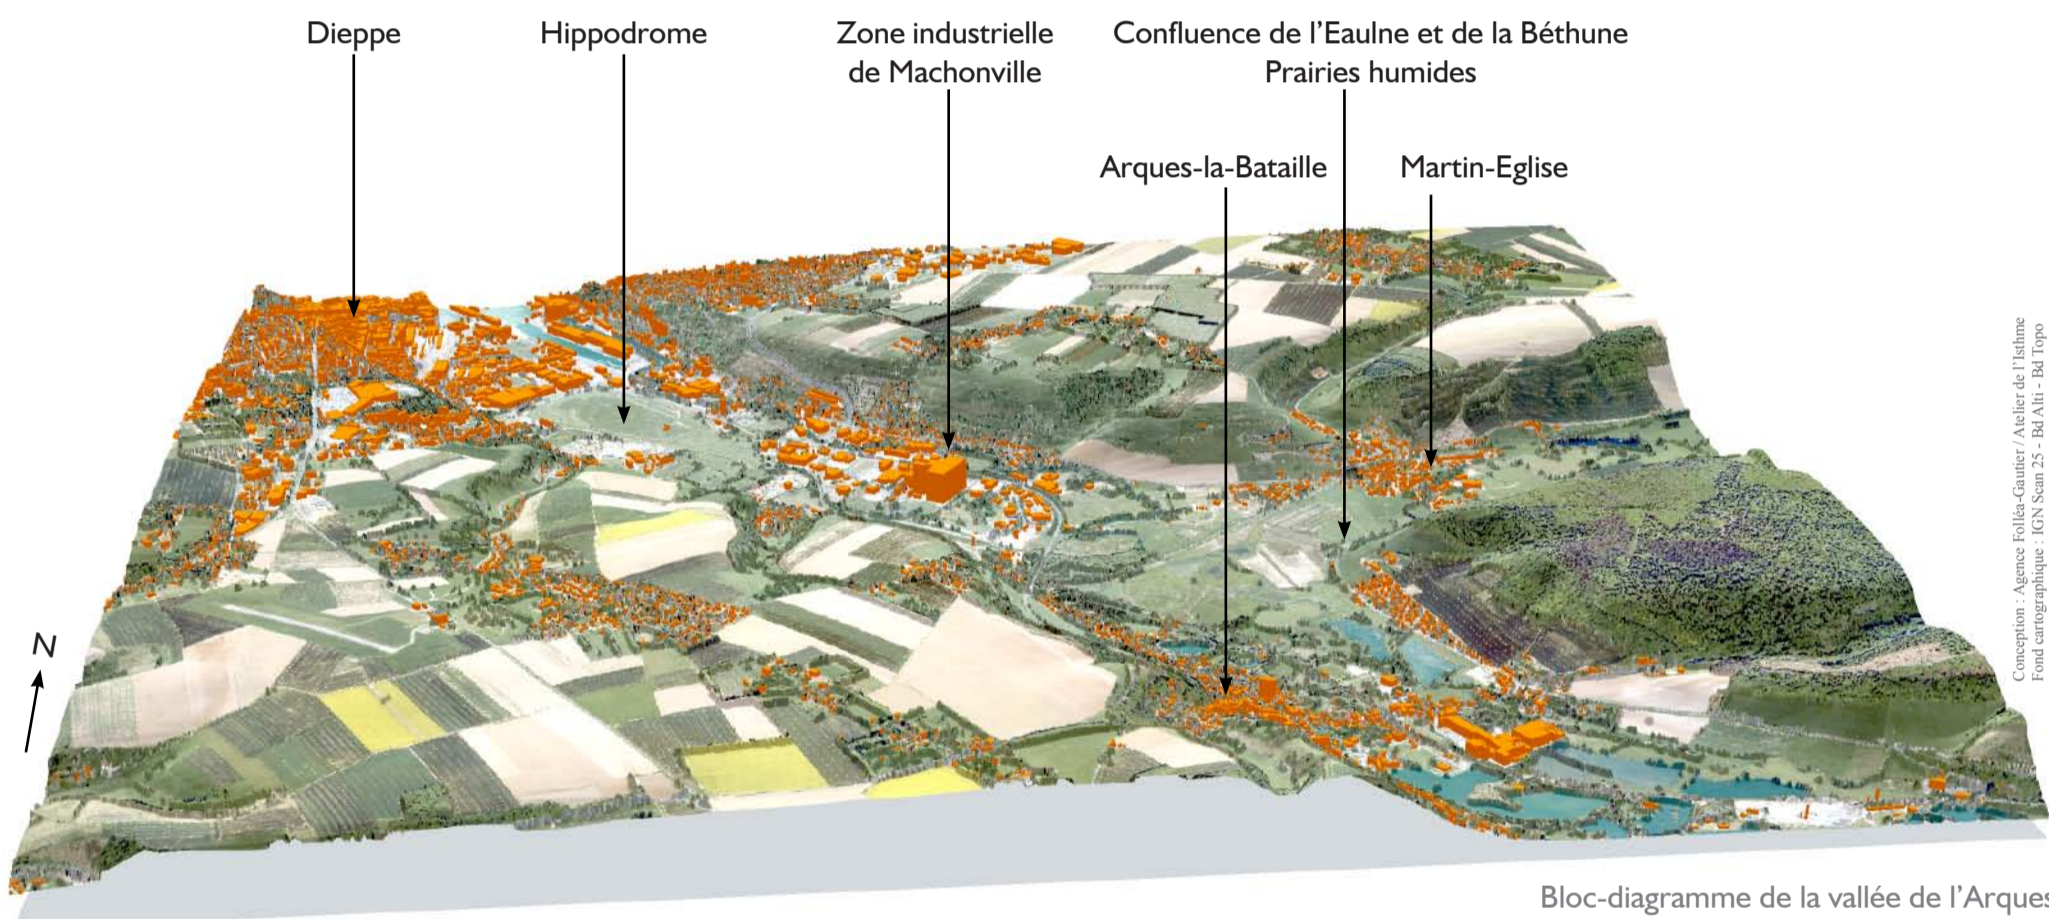 Dieppe
Hippodrome
Zone industrielle
de Machonville
Confluence de l'Eaulne et de la Béthune
Prairies humides
Arques-la-Bataille
Martin-Eglise
N
Conception : Agence Folléa-Gautier / Atelier de l'Isthme
Fond cartographique : IGN Scan 25 - Bd Alti - Bd Topo
Bloc-diagramme de la vallée de l'Arques